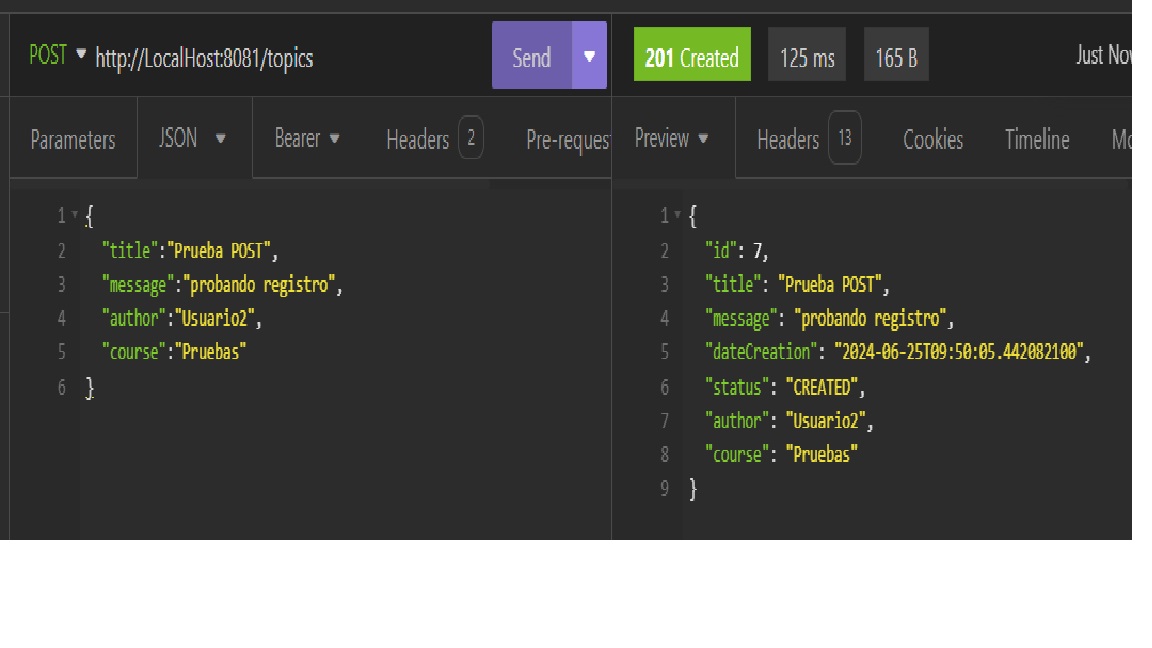 POST http://LocalHost:8081/topics Send 201 Created 125 ms 165 B Just Now
Parameters JSON Bearer Headers 2 Pre-reques Preview Headers 13 Cookies Timeline Mo
1 {
2 "title":"Prueba POST",
3 "message":"probando registro",
4 "author":"Usuario2",
5 "course":"Pruebas"
6 }
1 {
2 "id": 7,
3 "title": "Prueba POST",
4 "message": "probando registro",
5 "dateCreation": "2024-06-25T09:50:05.442082100",
6 "status": "CREATED",
7 "author": "Usuario2",
8 "course": "Pruebas"
9 }